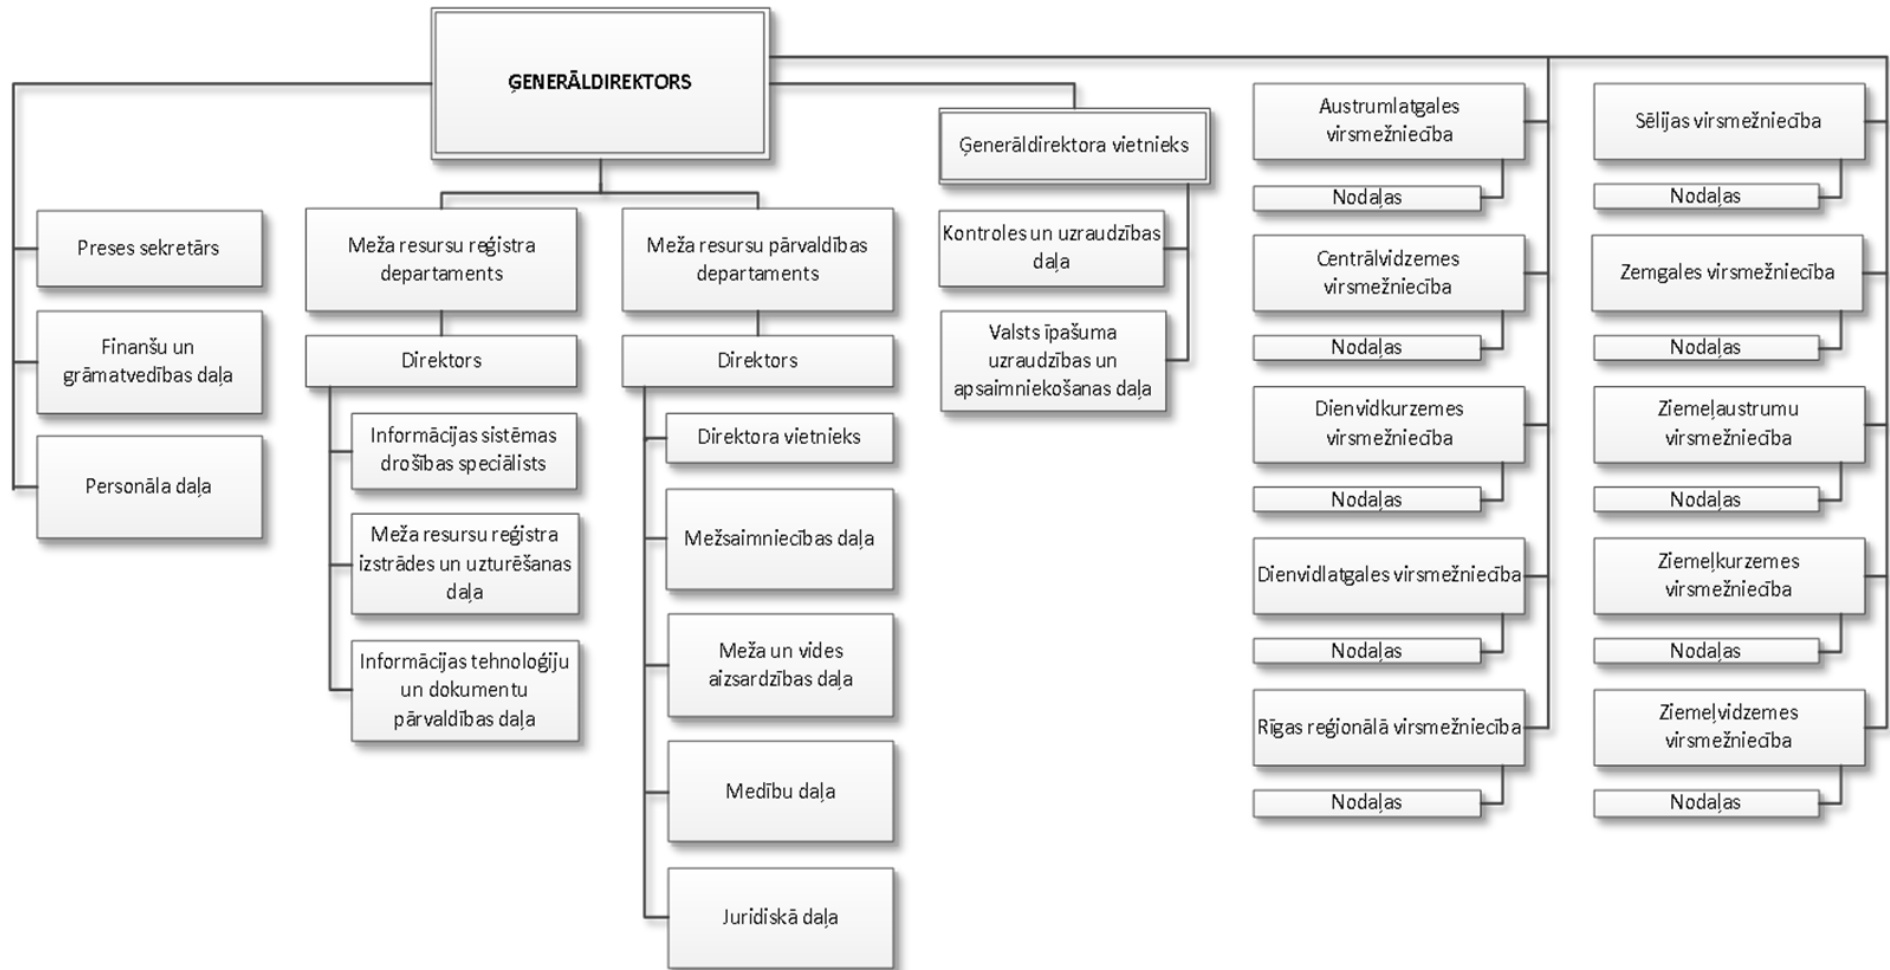 ĢENERĀLDIREKTORS
Preses sekretārs
Finanšu un
grāmatvedības daļa
Personāla daļa
Meža resursu reģistra
departaments
Direktors
Informācijas sistēmas
drošības speciālists
Meža resursu reģistra
izstrādes un uzturēšanas
daļa
Informācijas tehnoloģiju
un dokumentu
pārvaldības daļa
Meža resursu pārvaldības
departaments
Direktors
Direktora vietnieks
Mežsaimniecības daļa
Meža un vides
aizsardzības daļa
Medību daļa
Juridiskā daļa
Ģenerāldirektora vietnieks
Kontroles un uzraudzības
daļa
Valsts īpašuma
uzraudzības un
apsaimniekošanas daļa
Austrumlatgales
virsmežniecība
Nodaļas
Centrālvidzemes
virsmežniecība
Nodaļas
Dienvidkurzemes
virsmežniecība
Nodaļas
Dienvidlatgales virsmežniecība
Nodaļas
Rīgas reģionālā virsmežniecība
Nodaļas
Sēlijas virsmežniecība
Nodaļas
Zemgales virsmežniecība
Nodaļas
Ziemeļaustrumu
virsmežniecība
Nodaļas
Ziemeļkurzemes
virsmežniecība
Nodaļas
Ziemeļvidzemes
virsmežniecība
Nodaļas